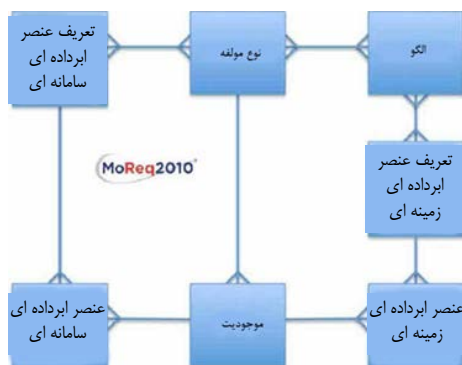 الگو
نوع مولفه
تعریف عنصر
ابرداده ای
سامانه ای
تعریف عنصر
ابرداده ای
زمینه ای
MoReq2010®
عنصر ابرداده ای
زمینه ای
موجودیت
عنصر ابرداده ای
سامانه ای